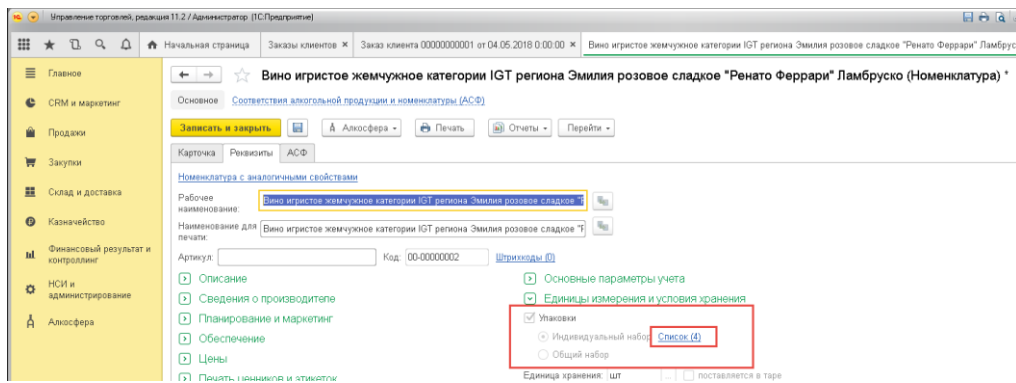 Управление торговлей, редакция 11.2 / Администратор (1С:Предприятие)
Начальная страница Заказы клиентов × Заказ клиента 00000000001 от 04.05.2018 0:00:00 × Вино игристое жемчужное категории IGT региона Эмилия розовое сладкое "Ренато Феррари" Ламбрус
Главное
CRM и маркетинг
Продажи
Закупки
Склад и доставка
Казначейство
Финансовый результат и
контроллинг
НСИ и
администрирование
Алкосфера
Вино игристое жемчужное категории IGT региона Эмилия розовое сладкое "Ренато Феррари" Ламбруско (Номенклатура) *
Основное Соответствия алкогольной продукции и номенклатуры (АСФ)
Записать и закрыть Алкосфера Печать Отчеты Перейти
Карточка Реквизиты АСФ
Номенклатура с аналогичными свойствами
Рабочее
наименование: Вино игристое жемчужное категории IGT региона Эмилия розовое сладкое "Р
Наименование для
печати: Вино игристое жемчужное категории IGT региона Эмилия розовое сладкое "Р
Артикул: Код: 00-00000002 Штрихкоды (0)
Описание
Сведения о производителе
Планирование и маркетинг
Обеспечение
Цены
Печать ценников и этикеток
Основные параметры учета
Единицы измерения и условия хранения
Упаковки
Индивидуальный набор Список (4)
Общий набор
Единица хранения: шт ... поставляется в таре